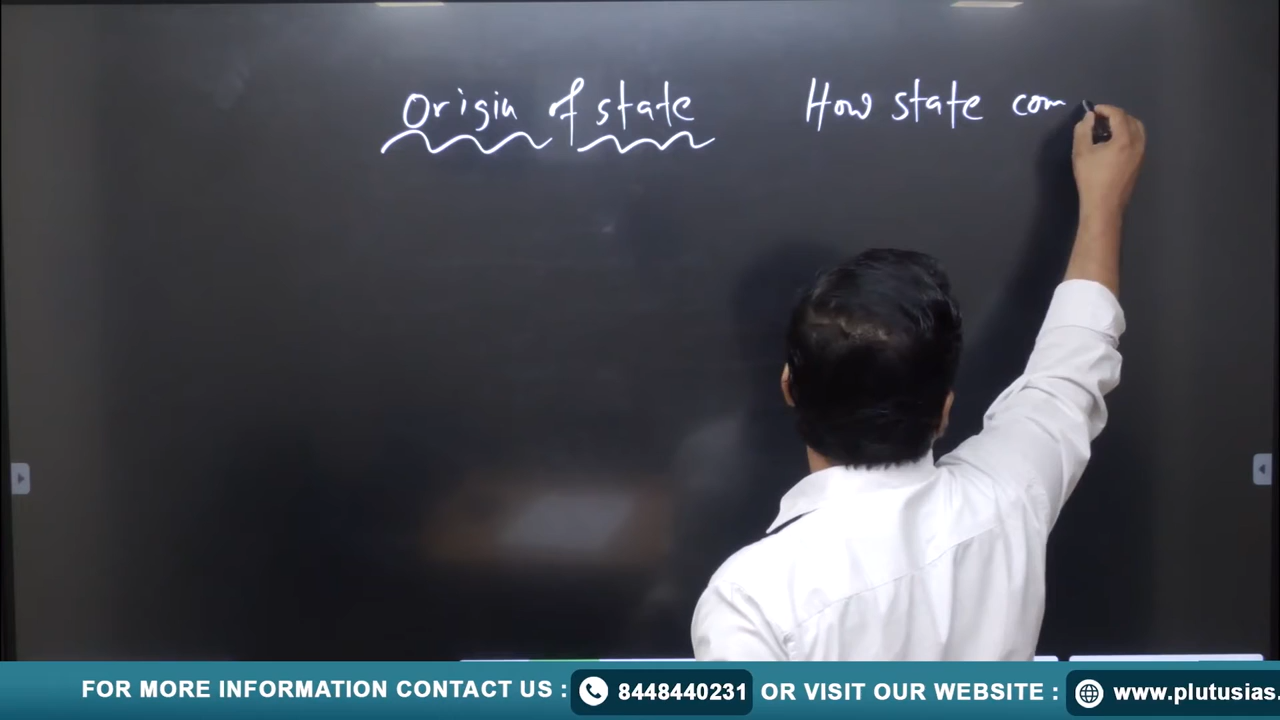 Origin of state How state com
FOR MORE INFORMATION CONTACT US : 8448440231 OR VISIT OUR WEBSITE : www.plutusias.